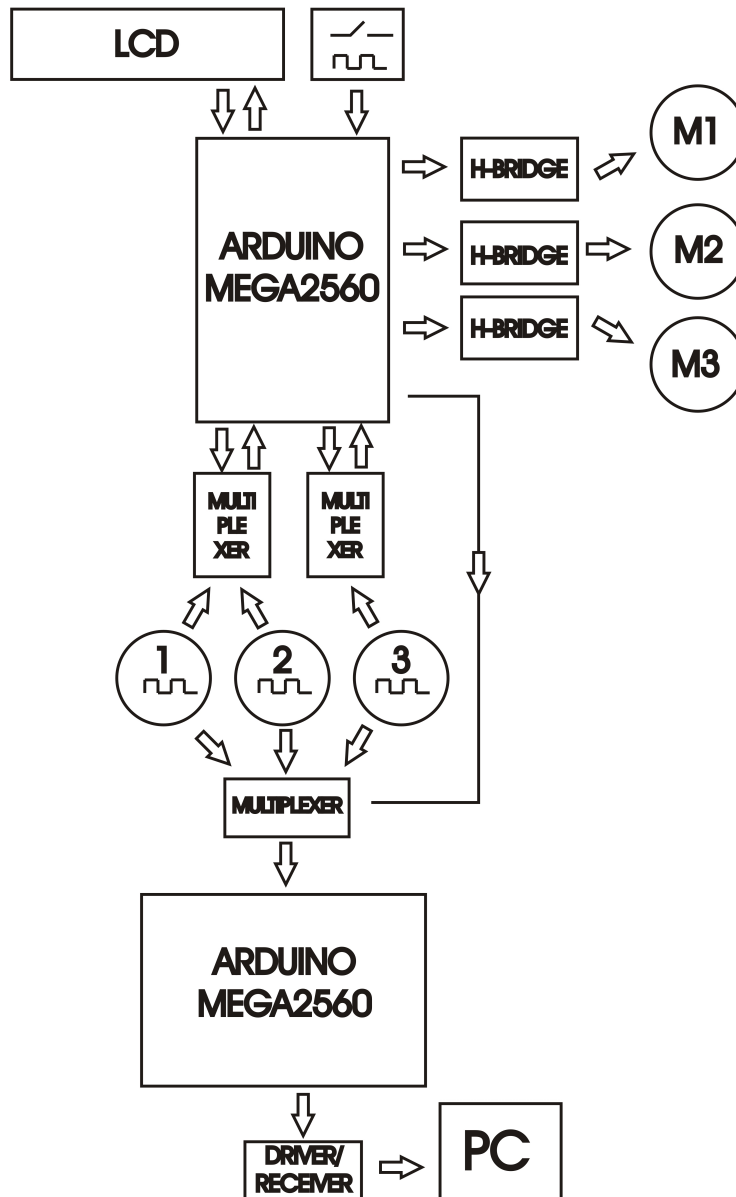 LCD
ARDUINO
MEGA2560
H-BRIDGE
M1
H-BRIDGE
M2
H-BRIDGE
M3
MULTI
PLE
XER
MULTI
PLE
XER
1
2
3
MULTIPLEXER
ARDUINO
MEGA2560
DRIVER/
RECEIVER
PC